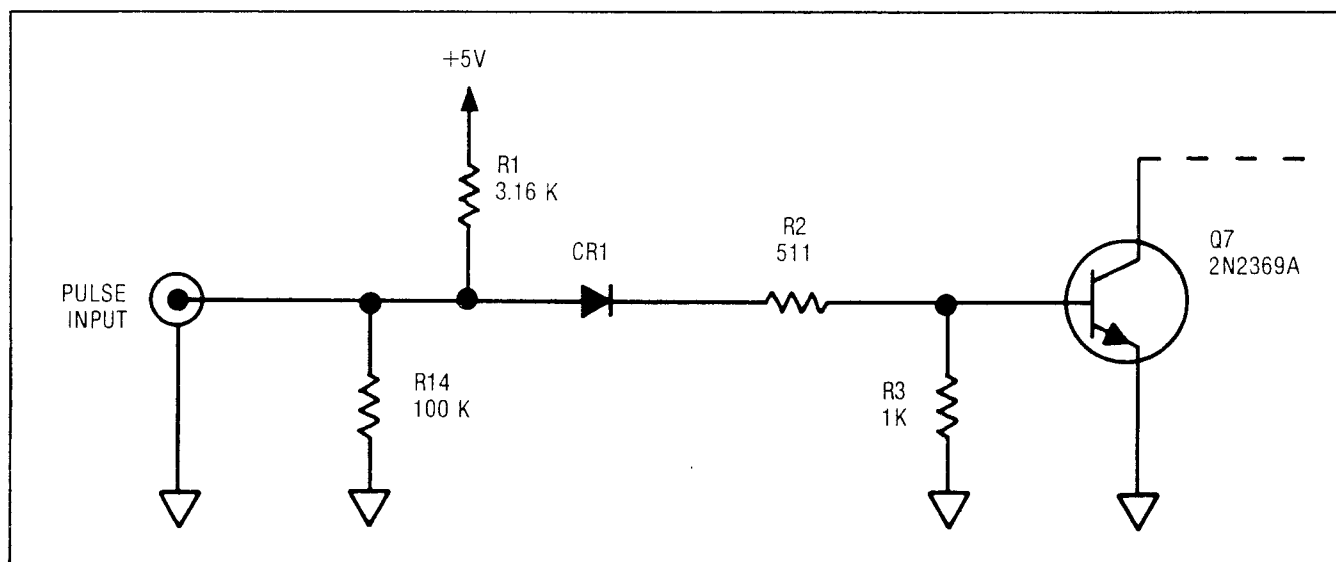 +5V
R1
3.16 K
PULSE
INPUT
R14
100 K
CR1
R2
511
R3
1K
Q7
2N2369A